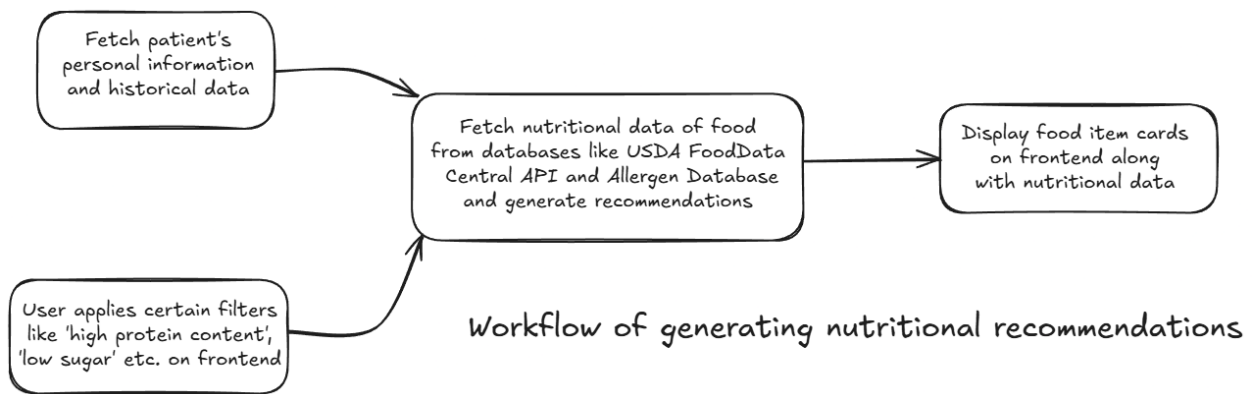 Fetch patient's
personal information
and historical data
Fetch nutritional data of food
from databases like USDA FoodData
Central API and Allergen Database
and generate recommendations
Display food item cards
on frontend along
with nutritional data
User applies certain filters
like 'high protein content',
'low sugar' etc. on frontend
Workflow of generating nutritional recommendations